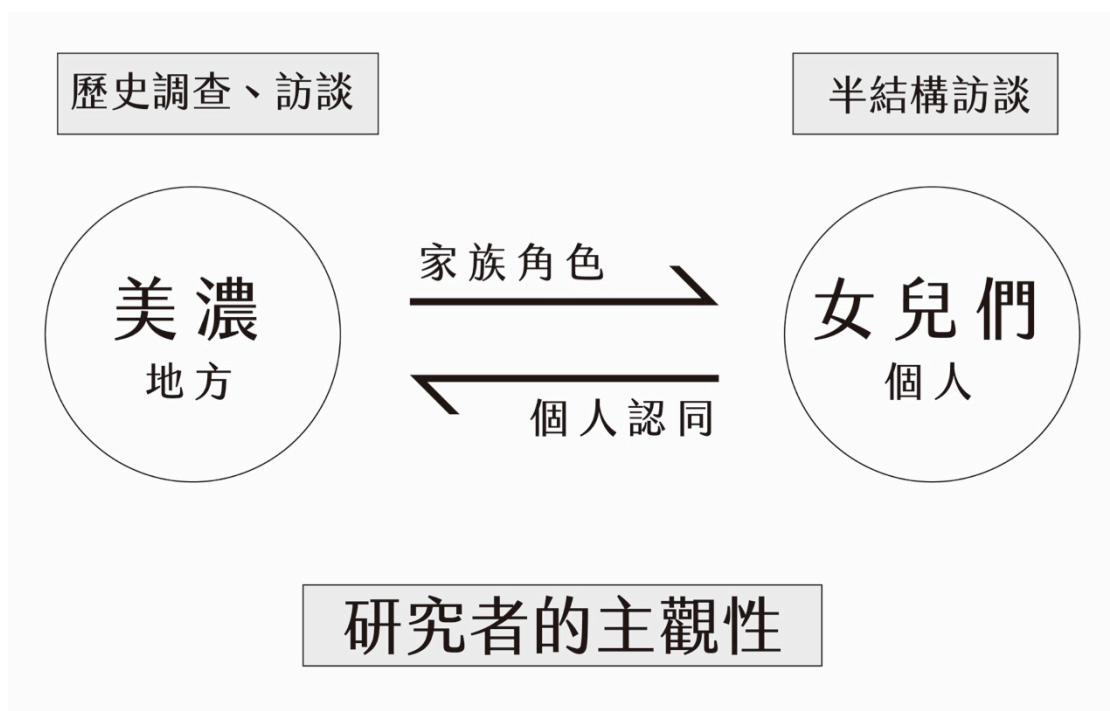 歷史調查、訪談
半結構訪談
美濃
地方
家族角色
個人認同
女兒們
個人
研究者的主觀性